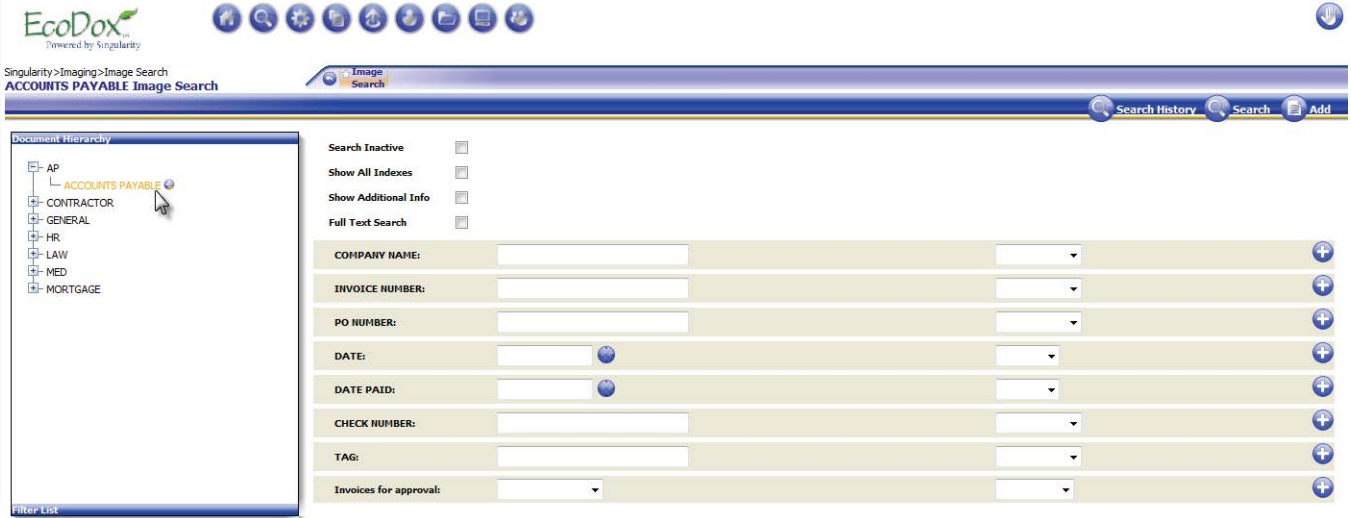 EcoDox™
Powered by Singularity
Singularity>Imaging>Image Search
ACCOUNTS PAYABLE Image Search
Image
Search
Search History
Search
Add
Document Hierarchy
AP
ACCOUNTS PAYABLE
CONTRACTOR
GENERAL
HR
LAW
MED
MORTGAGE
Filter List
Search Inactive
Show All Indexes
Show Additional Info
Full Text Search
COMPANY NAME:
INVOICE NUMBER:
PO NUMBER:
DATE:
DATE PAID:
CHECK NUMBER:
TAG:
Invoices for approval: